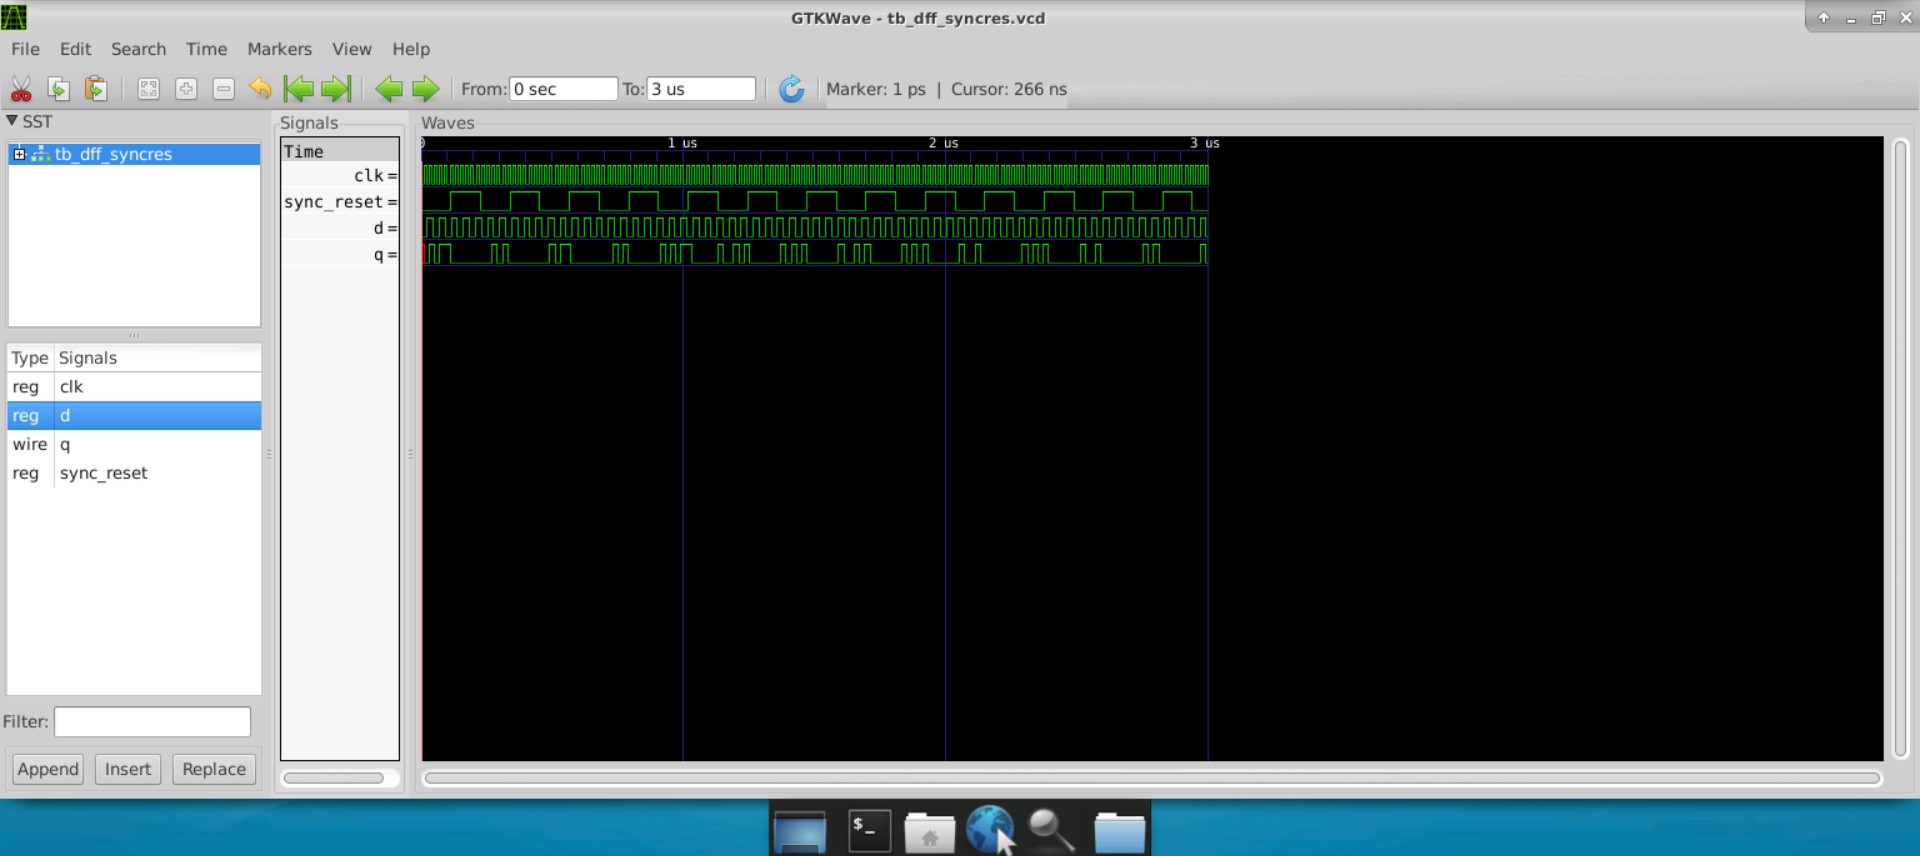 GTKWave - tb_dff_syncres.vcd
File Edit Search Time Markers View Help
From: 0 sec To: 3 us Marker: 1 ps | Cursor: 266 ns
SST
tb_dff_syncres
Type Signals
reg clk
reg d
wire q
reg sync_reset
Filter:
Append Insert Replace
Signals
Time
clk =
sync_reset =
d =
q =
Waves
0 1 us 2 us 3 us
$_